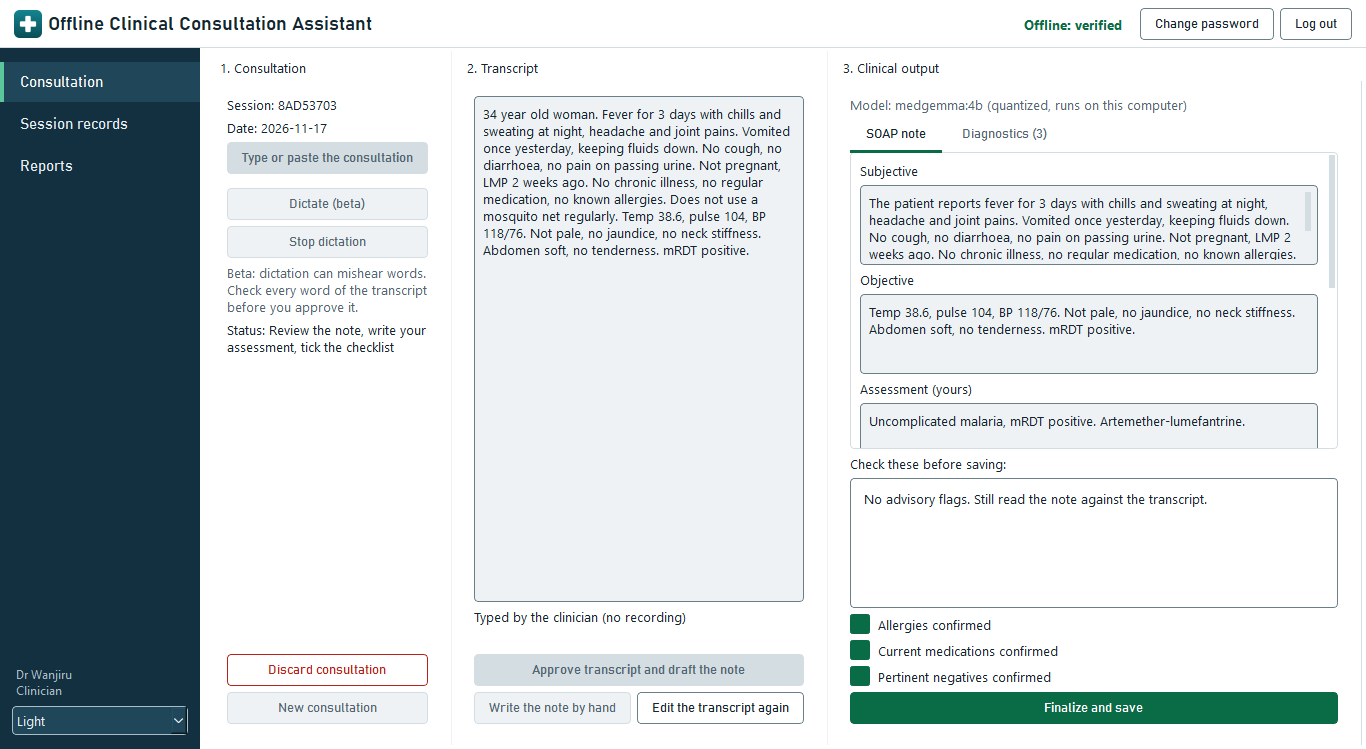 Offline Clinical Consultation Assistant
Offline: verified
Change password
Log out
Consultation
Session records
Reports
Dr Wanjiru
Clinician
Light
1. Consultation
Session: 8AD53703
Date: 2026-11-17
Type or paste the consultation
Dictate (beta)
Stop dictation
Beta: dictation can mishear words.
Check every word of the transcript
before you approve it.
Status: Review the note, write your
assessment, tick the checklist
Discard consultation
New consultation
2. Transcript
34 year old woman. Fever for 3 days with chills and
sweating at night, headache and joint pains. Vomited
once yesterday, keeping fluids down. No cough, no
diarrhoea, no pain on passing urine. Not pregnant,
LMP 2 weeks ago. No chronic illness, no regular
medication, no known allergies. Does not use a
mosquito net regularly. Temp 38.6, pulse 104, BP
118/76. Not pale, no jaundice, no neck stiffness.
Abdomen soft, no tenderness. mRDT positive.
Typed by the clinician (no recording)
Approve transcript and draft the note
Write the note by hand
Edit the transcript again
3. Clinical output
Model: medgemma:4b (quantized, runs on this computer)
SOAP note
Diagnostics (3)
Subjective
The patient reports fever for 3 days with chills and sweating at night,
headache and joint pains. Vomited once yesterday, keeping fluids down.
No cough, no diarrhoea, no pain on passing urine. Not pregnant, LMP 2
weeks ago. No chronic illness, no regular medication, no known allergies.
Objective
Temp 38.6, pulse 104, BP 118/76. Not pale, no jaundice, no neck stiffness.
Abdomen soft, no tenderness. mRDT positive.
Assessment (yours)
Uncomplicated malaria, mRDT positive. Artemether-lumefantrine.
Check these before saving:
No advisory flags. Still read the note against the transcript.
Allergies confirmed
Current medications confirmed
Pertinent negatives confirmed
Finalize and save